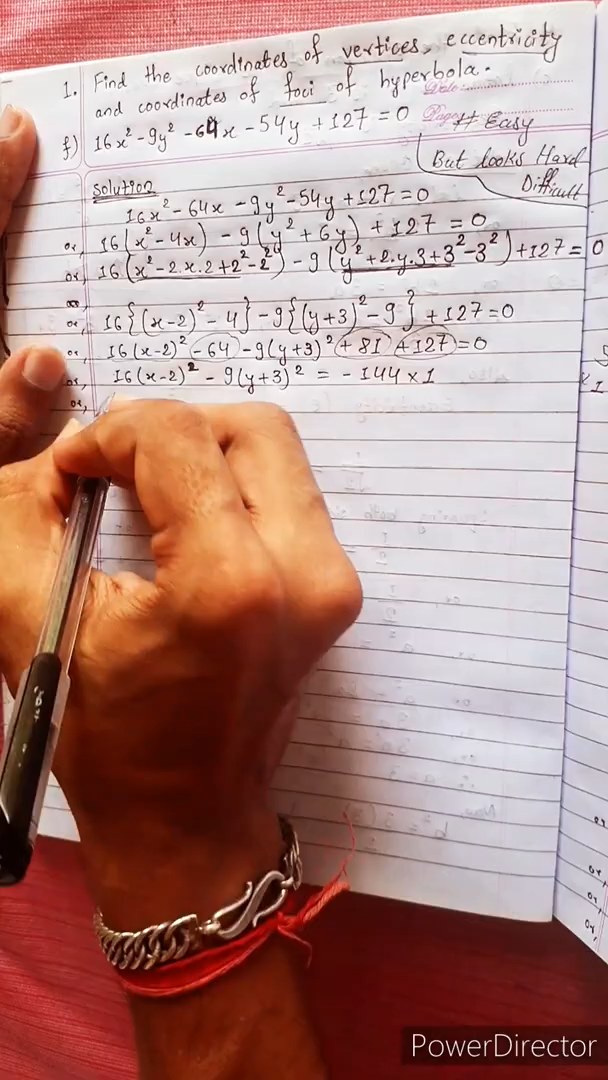 1. Find the coordinates of vertices, eccentricity
and coordinates of foci of hyperbola.
f) 16x² - 9y² - 64x - 54y + 127 = 0
# Easy
But looks Hard
Difficult
solution
16x² - 64x - 9y² - 54y + 127 = 0
or, 16(x² - 4x) - 9(y² + 6y) + 127 = 0
or, 16(x² - 2.x.2 + 2² - 2²) - 9(y² + 2.y.3 + 3² - 3²) + 127 = 0
or, 16{(x-2)² - 4} - 9{(y+3)² - 9} + 127 = 0
or, 16(x-2)² - 64 - 9(y+3)² + 81 + 127 = 0
or, 16(x-2)² - 9(y+3)² = - 144 × 1
or,
PowerDirector